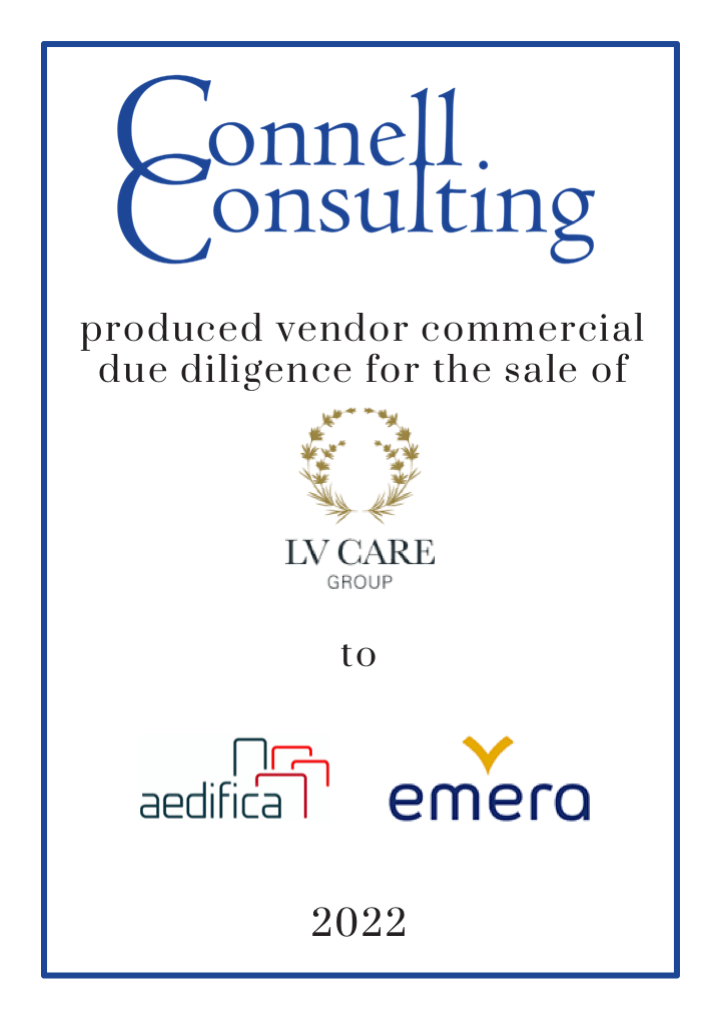 Connell
Consulting
produced vendor commercial
due diligence for the sale of
LV CARE
GROUP
to
aedifica emera
2022